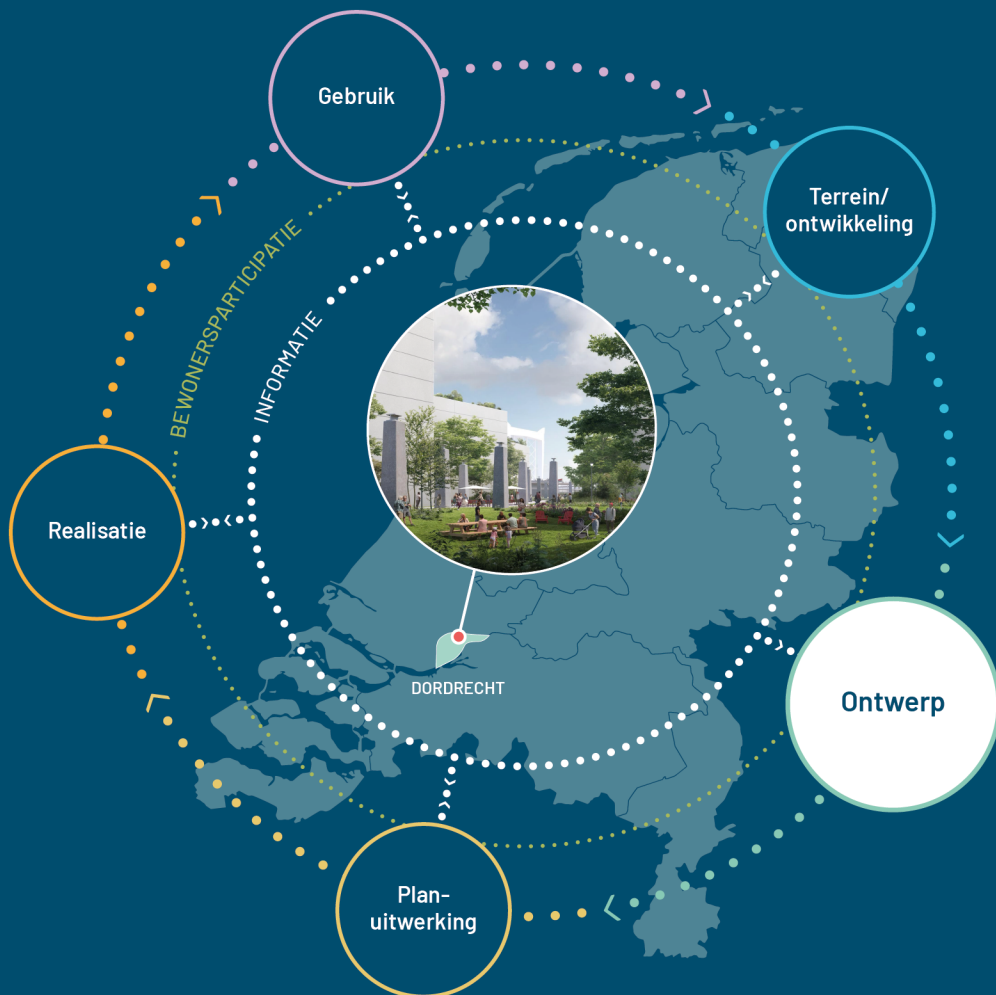 Gebruik
Terrein/
ontwikkeling
BEWONERSPARTICIPATIE
INFORMATIE
Realisatie
DORDRECHT
Ontwerp
Plan-
uitwerking